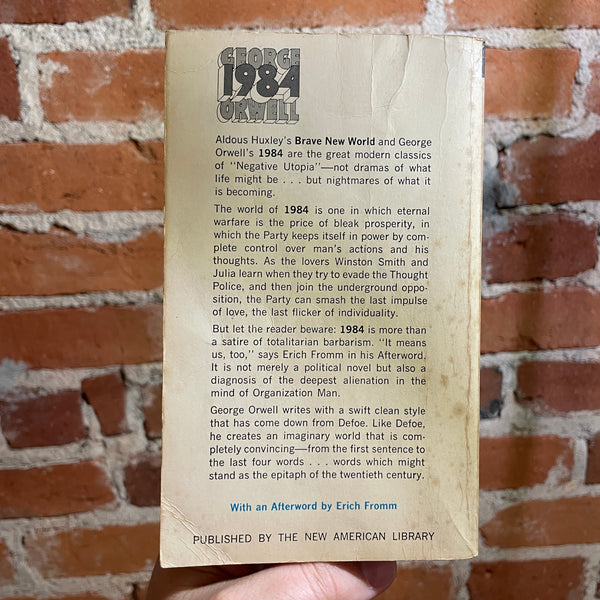 GEORGE
1984
ORWELL
Aldous Huxley's Brave New World and George
Orwell's 1984 are the great modern classics
of "Negative Utopia"—not dramas of what
life might be . . . but nightmares of what it
is becoming.
The world of 1984 is one in which eternal
warfare is the price of bleak prosperity, in
which the Party keeps itself in power by com-
plete control over man's actions and his
thoughts. As the lovers Winston Smith and
Julia learn when they try to evade the Thought
Police, and then join the underground oppo-
sition, the Party can smash the last impulse
of love, the last flicker of individuality.
But let the reader beware: 1984 is more than
a satire of totalitarian barbarism. "It means
us, too," says Erich Fromm in his Afterword.
It is not merely a political novel but also a
diagnosis of the deepest alienation in the
mind of Organization Man.
George Orwell writes with a swift clean style
that has come down from Defoe. Like Defoe,
he creates an imaginary world that is com-
pletely convincing—from the first sentence to
the last four words . . . words which might
stand as the epitaph of the twentieth century.
With an Afterword by Erich Fromm
PUBLISHED BY THE NEW AMERICAN LIBRARY